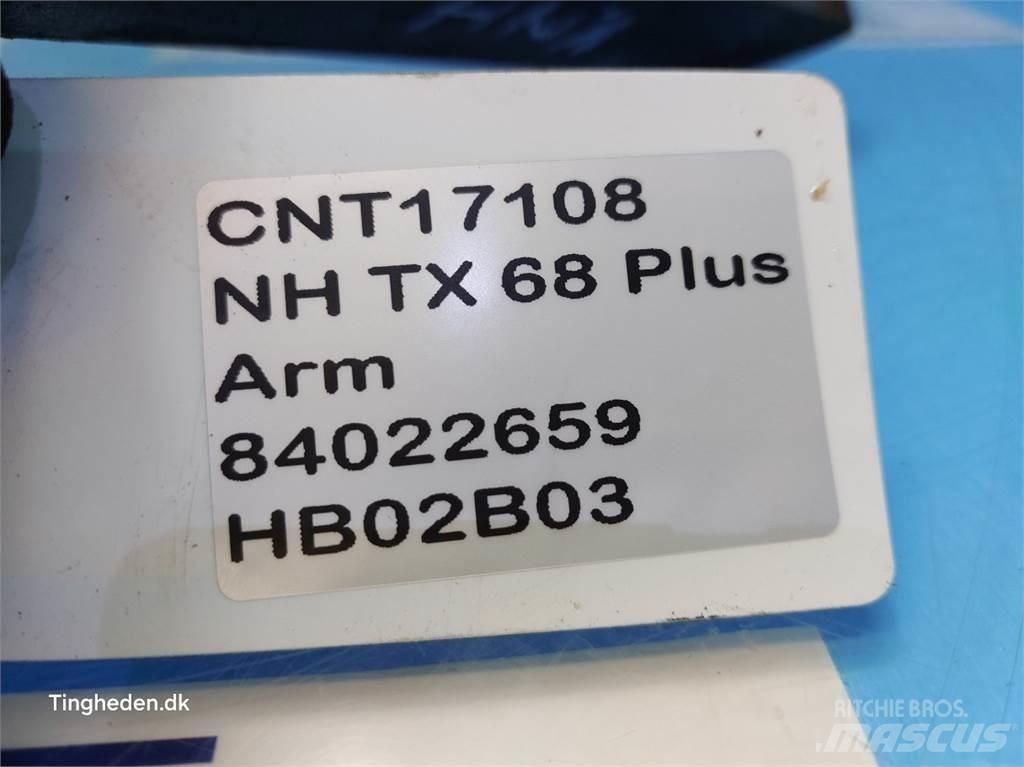 CNT17108
NH TX 68 Plus
Arm
84022659
HB02B03
Tingheden.dk
RITCHIE BROS.
MASCUS